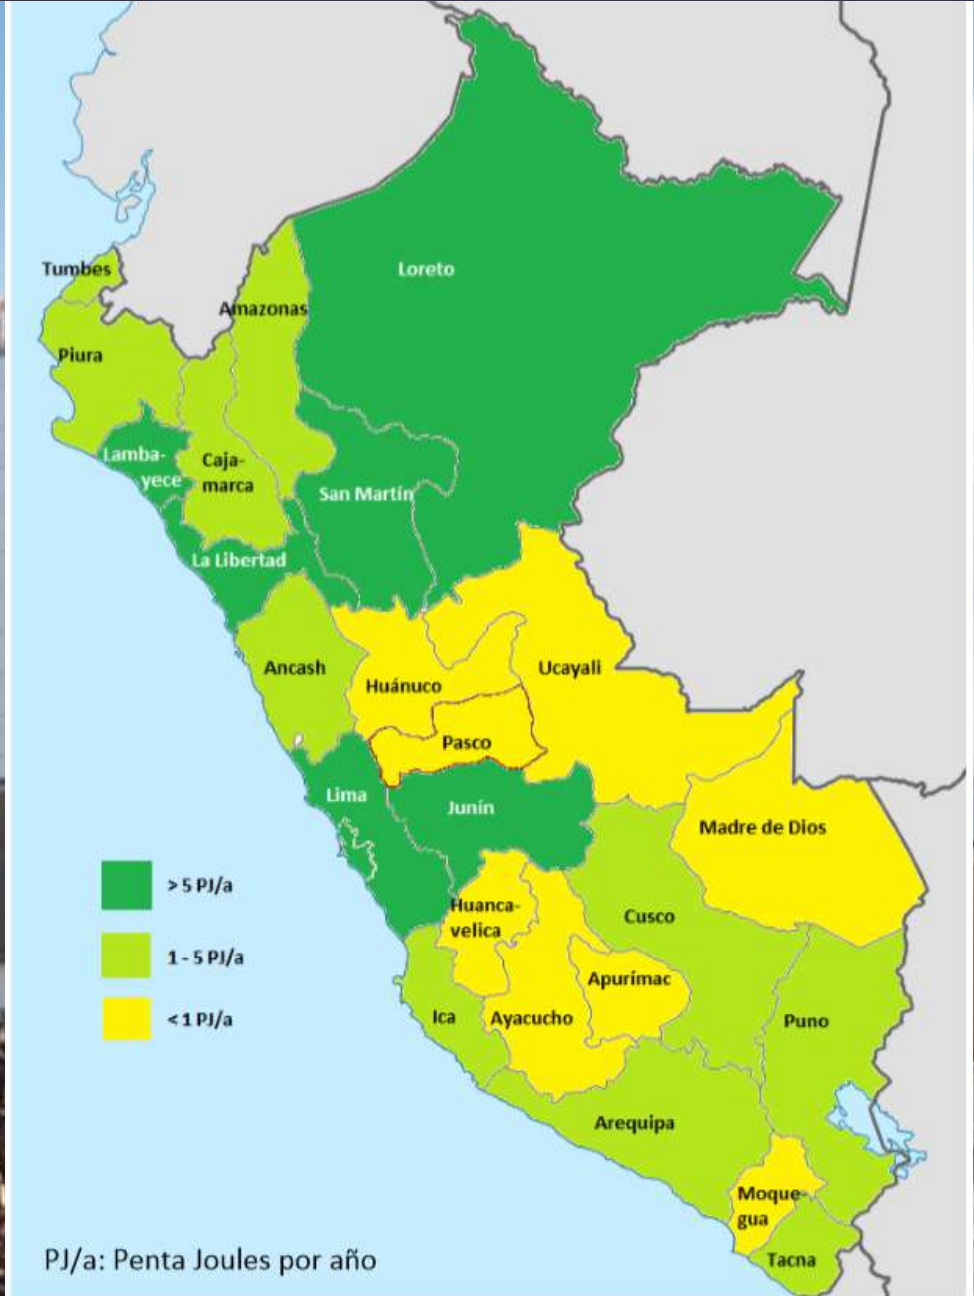 Tumbes
Loreto
Amazonas
Piura
Lamba-
yece
Caja-
marca
San Martín
La Libertad
Ancash
Huánuco
Ucayali
Pasco
Lima
Junín
Madre de Dios
> 5 PJ/a
Huanca-
velica
Cusco
1 - 5 PJ/a
Apurímac
Ica
Ayacucho
Puno
< 1 PJ/a
Arequipa
Moque-
gua
Tacna
PJ/a: Penta Joules por año